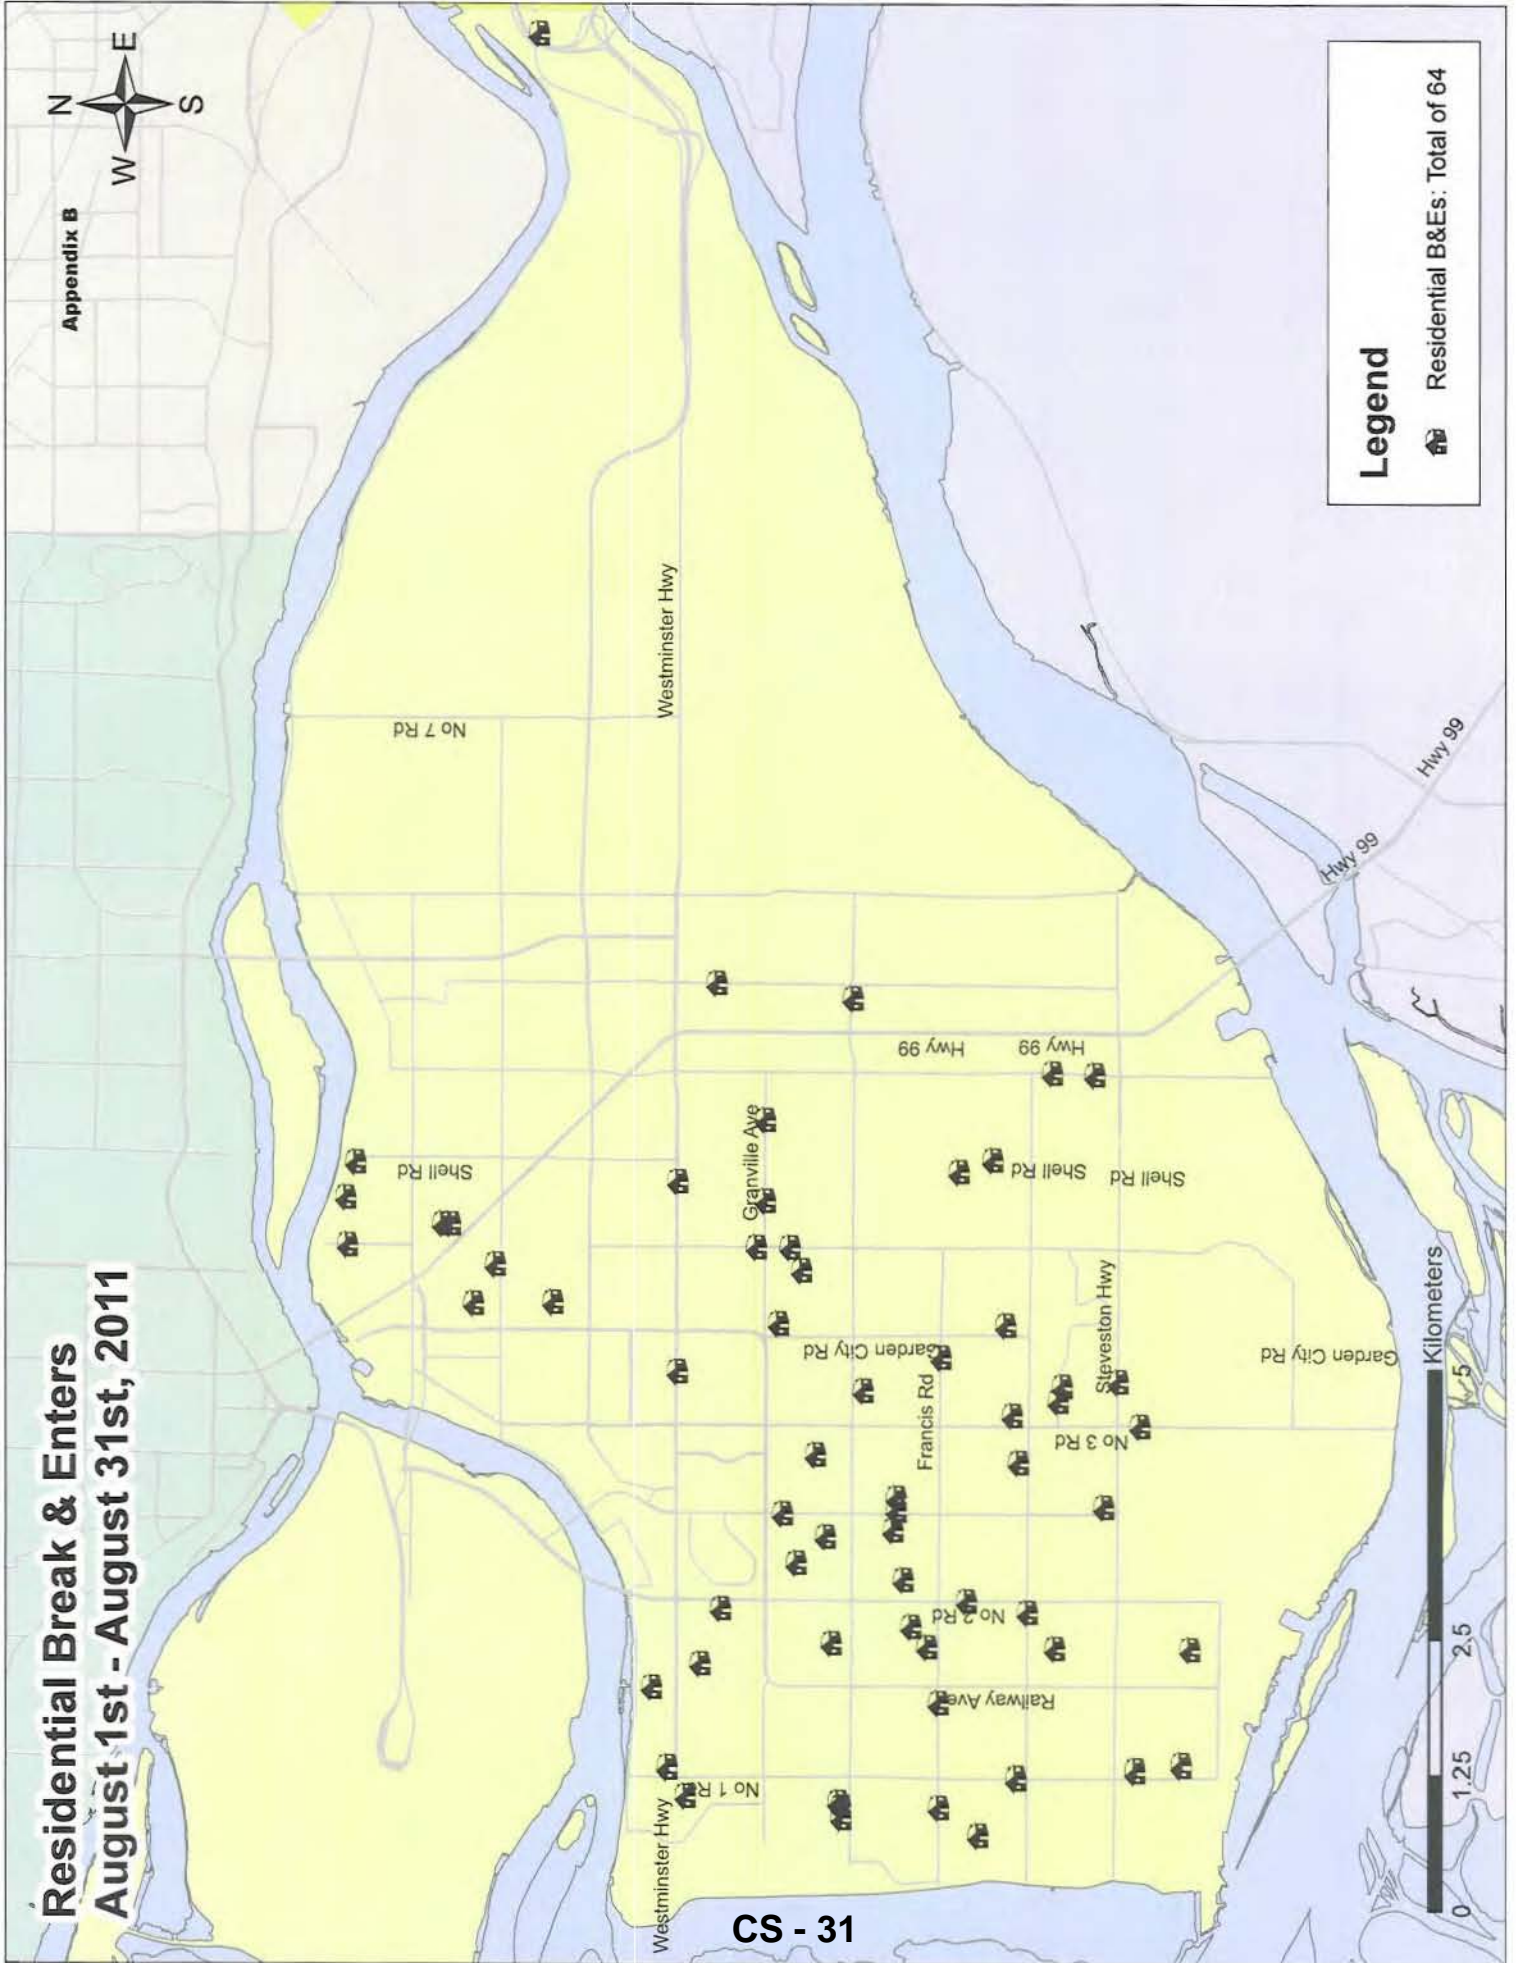 Residential Break & Enters
August 1st - August 31st, 2011
Appendix B
N
W
E
S
No 7 Rd
Westminster Hwy
Shell Rd
Granville Ave
Hwy 99
Hwy 99
Hwy 99
Hwy 99
Shell Rd
Shell Rd
Garden City Rd
Francis Rd
Steveston Hwy
Garden City Rd
No 3 Rd
No 2 Rd
Railway Ave
No 1 Rd
Westminster Hwy
Legend
Residential B&Es: Total of 64
0
1.25
2.5
5
Kilometers
CS - 31